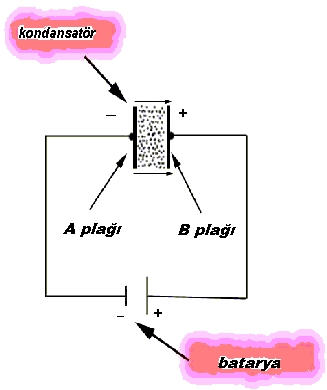 kondansatör
– +
A plağı B plağı
– +
batarya